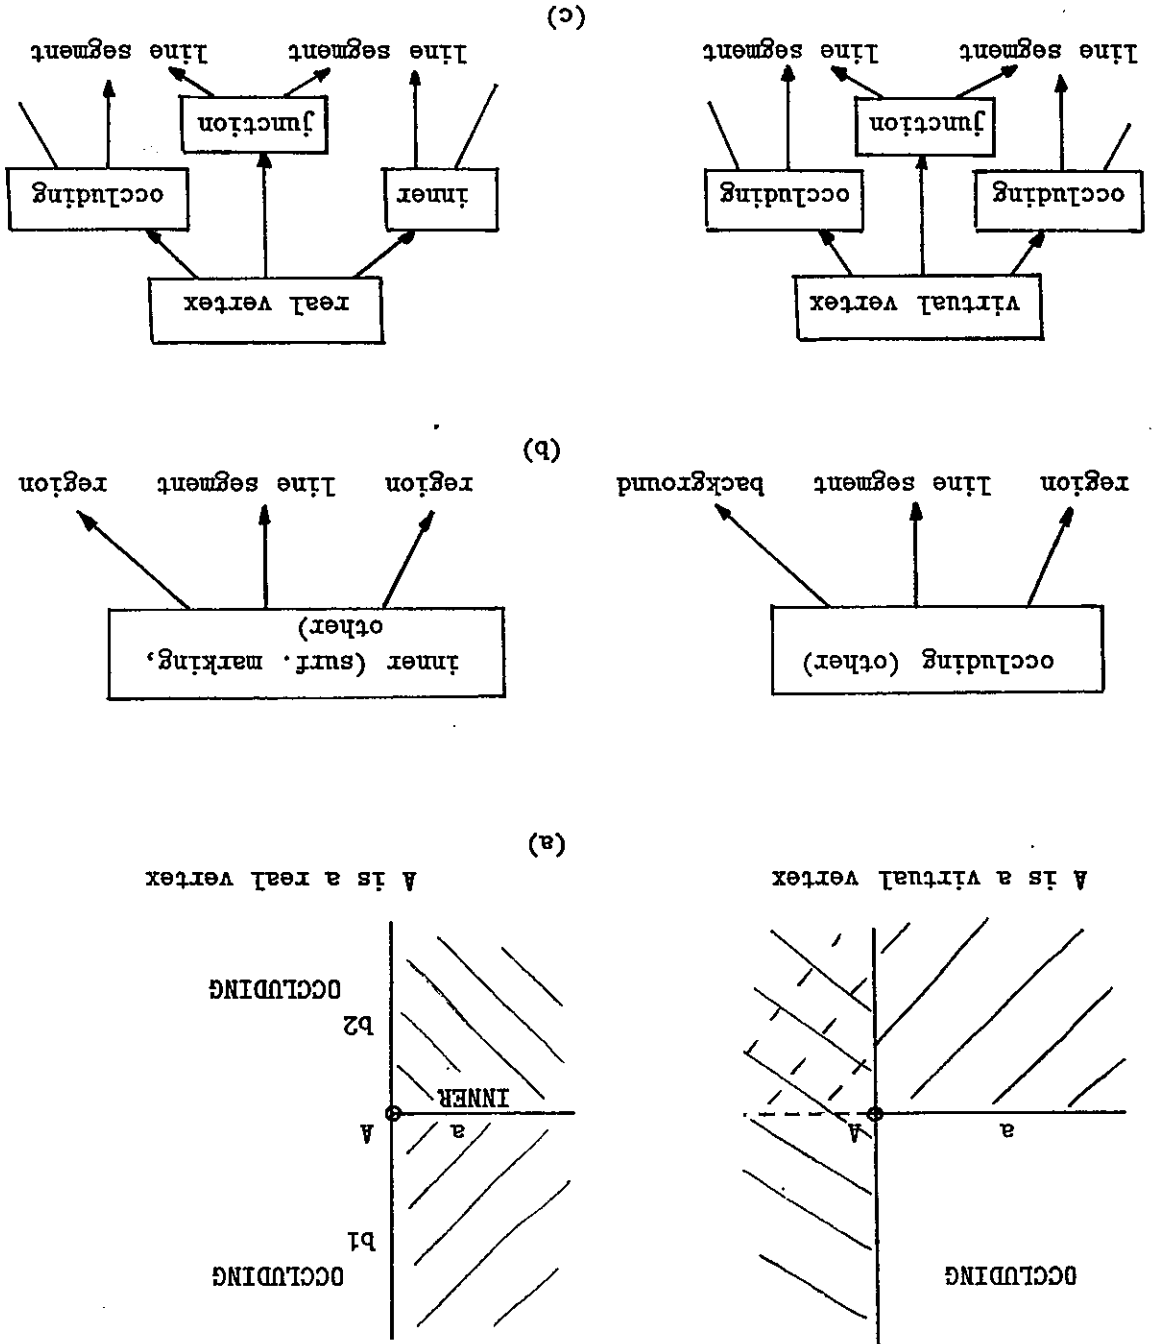 OCCLUDING
OCCLUDING
b1
a
A
a
A
INNER
b2
OCCLUDING
A is a virtual vertex
A is a real vertex
(a)
occluding (other)
inner (surf. marking,
other)
region
line segment
background
region
line segment
region
(b)
virtual vertex
real vertex
occluding
occluding
inner
occluding
junction
junction
line segment
line segment
line segment
line segment
(c)